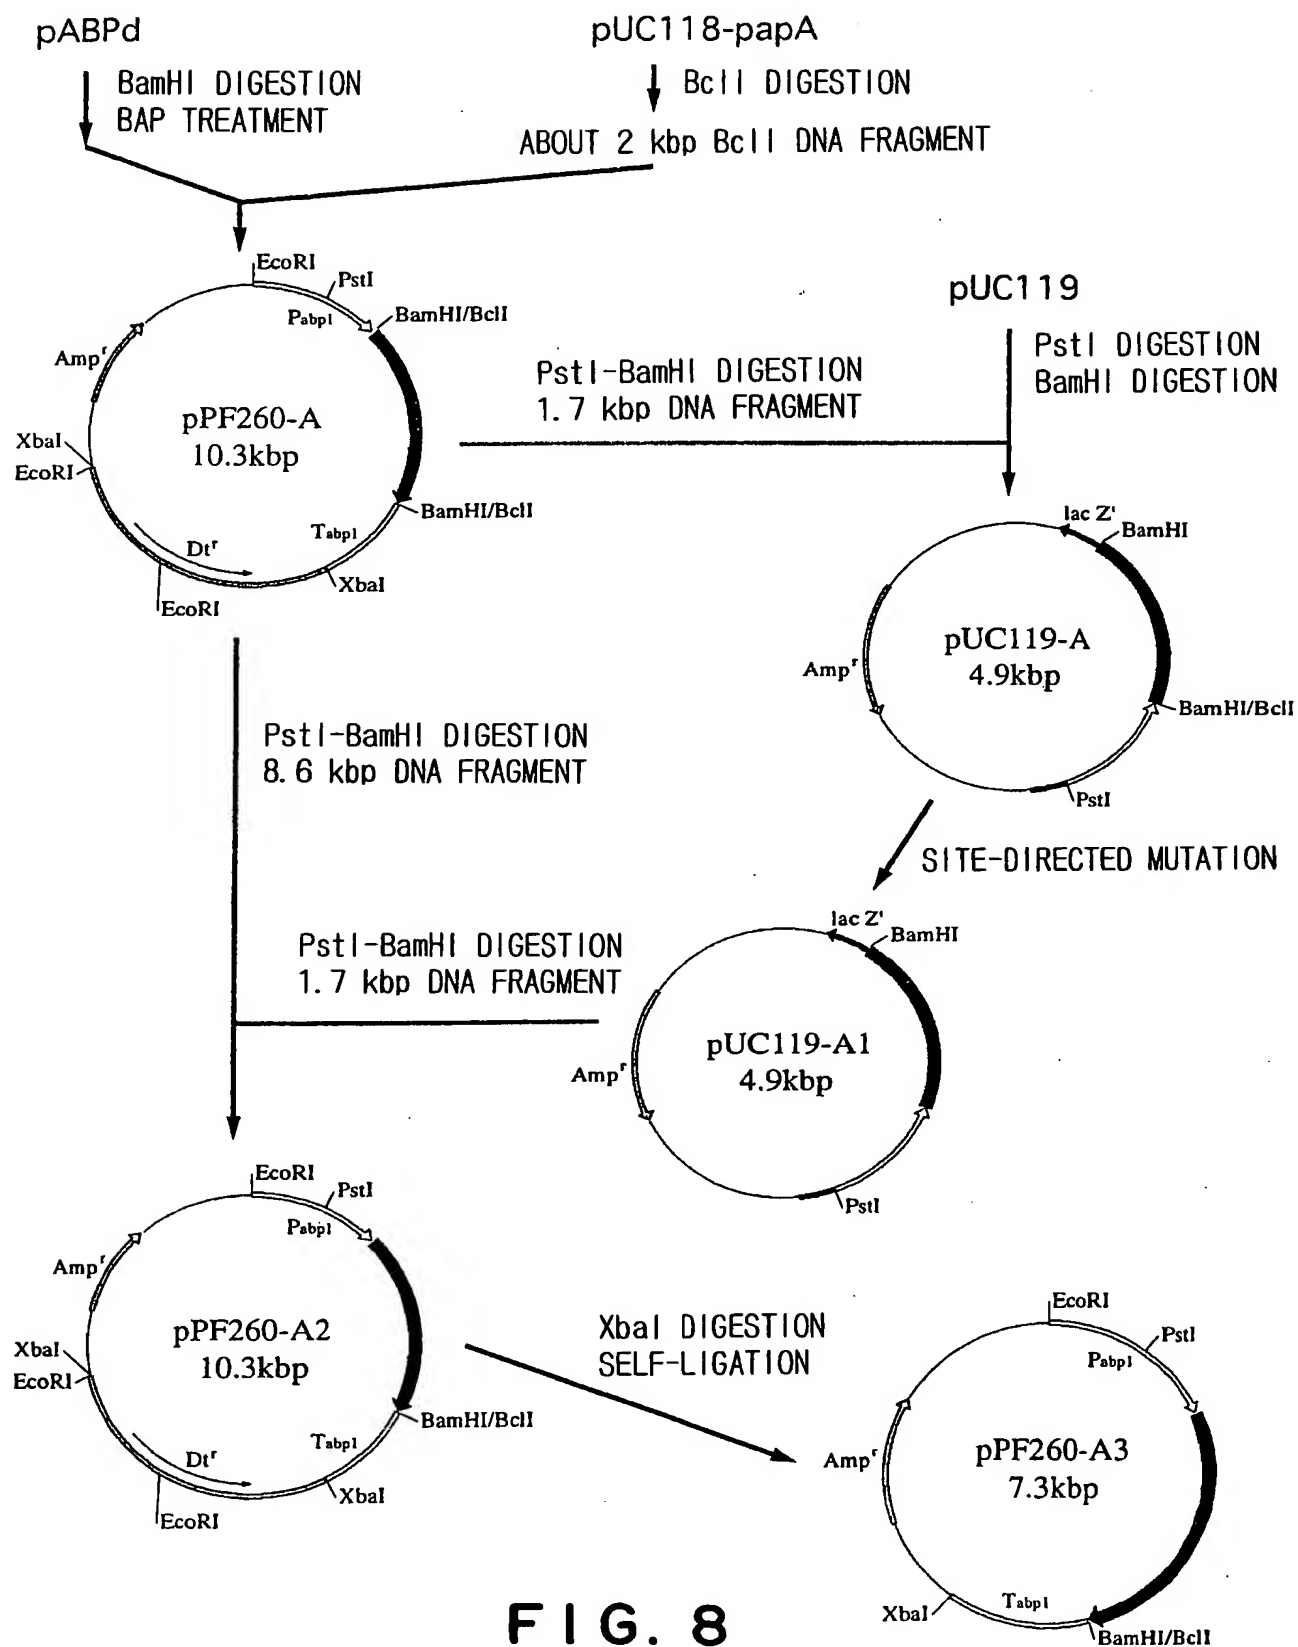 pABPd
pUC118-papA
BamHI DIGESTION
BAP TREATMENT
BclI DIGESTION
ABOUT 2 kbp BclI DNA FRAGMENT
EcoRI
PstI
Pabp1
BamHI/BclI
Ampr
pPF260-A
10.3kbp
XbaI
EcoRI
BamHI/BclI
Tabp1
Dtr
XbaI
EcoRI
PstI-BamHI DIGESTION
1.7 kbp DNA FRAGMENT
pUC119
PstI DIGESTION
BamHI DIGESTION
lac Z'
BamHI
pUC119-A
4.9kbp
Ampr
BamHI/BclI
PstI
PstI-BamHI DIGESTION
8.6 kbp DNA FRAGMENT
SITE-DIRECTED MUTATION
lac Z'
BamHI
PstI-BamHI DIGESTION
1.7 kbp DNA FRAGMENT
pUC119-A1
4.9kbp
Ampr
PstI
EcoRI
PstI
Pabp1
Ampr
pPF260-A2
10.3kbp
XbaI
EcoRI
BamHI/BclI
Tabp1
Dtr
XbaI
EcoRI
XbaI DIGESTION
SELF-LIGATION
EcoRI
PstI
Pabp1
Ampr
pPF260-A3
7.3kbp
XbaI
Tabp1
BamHI/BclI
FIG. 8